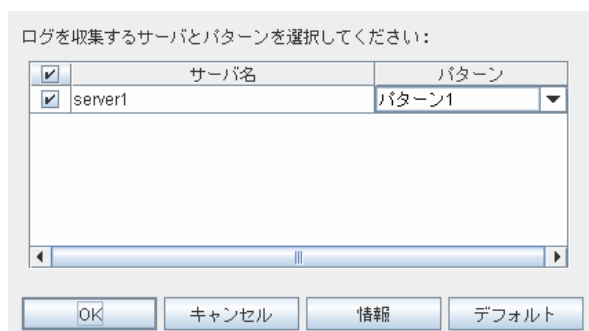 ログを収集するサーバとパターンを選択してください:
サーバ名 パターン
server1 パターン1
OK キャンセル 情報 デフォルト